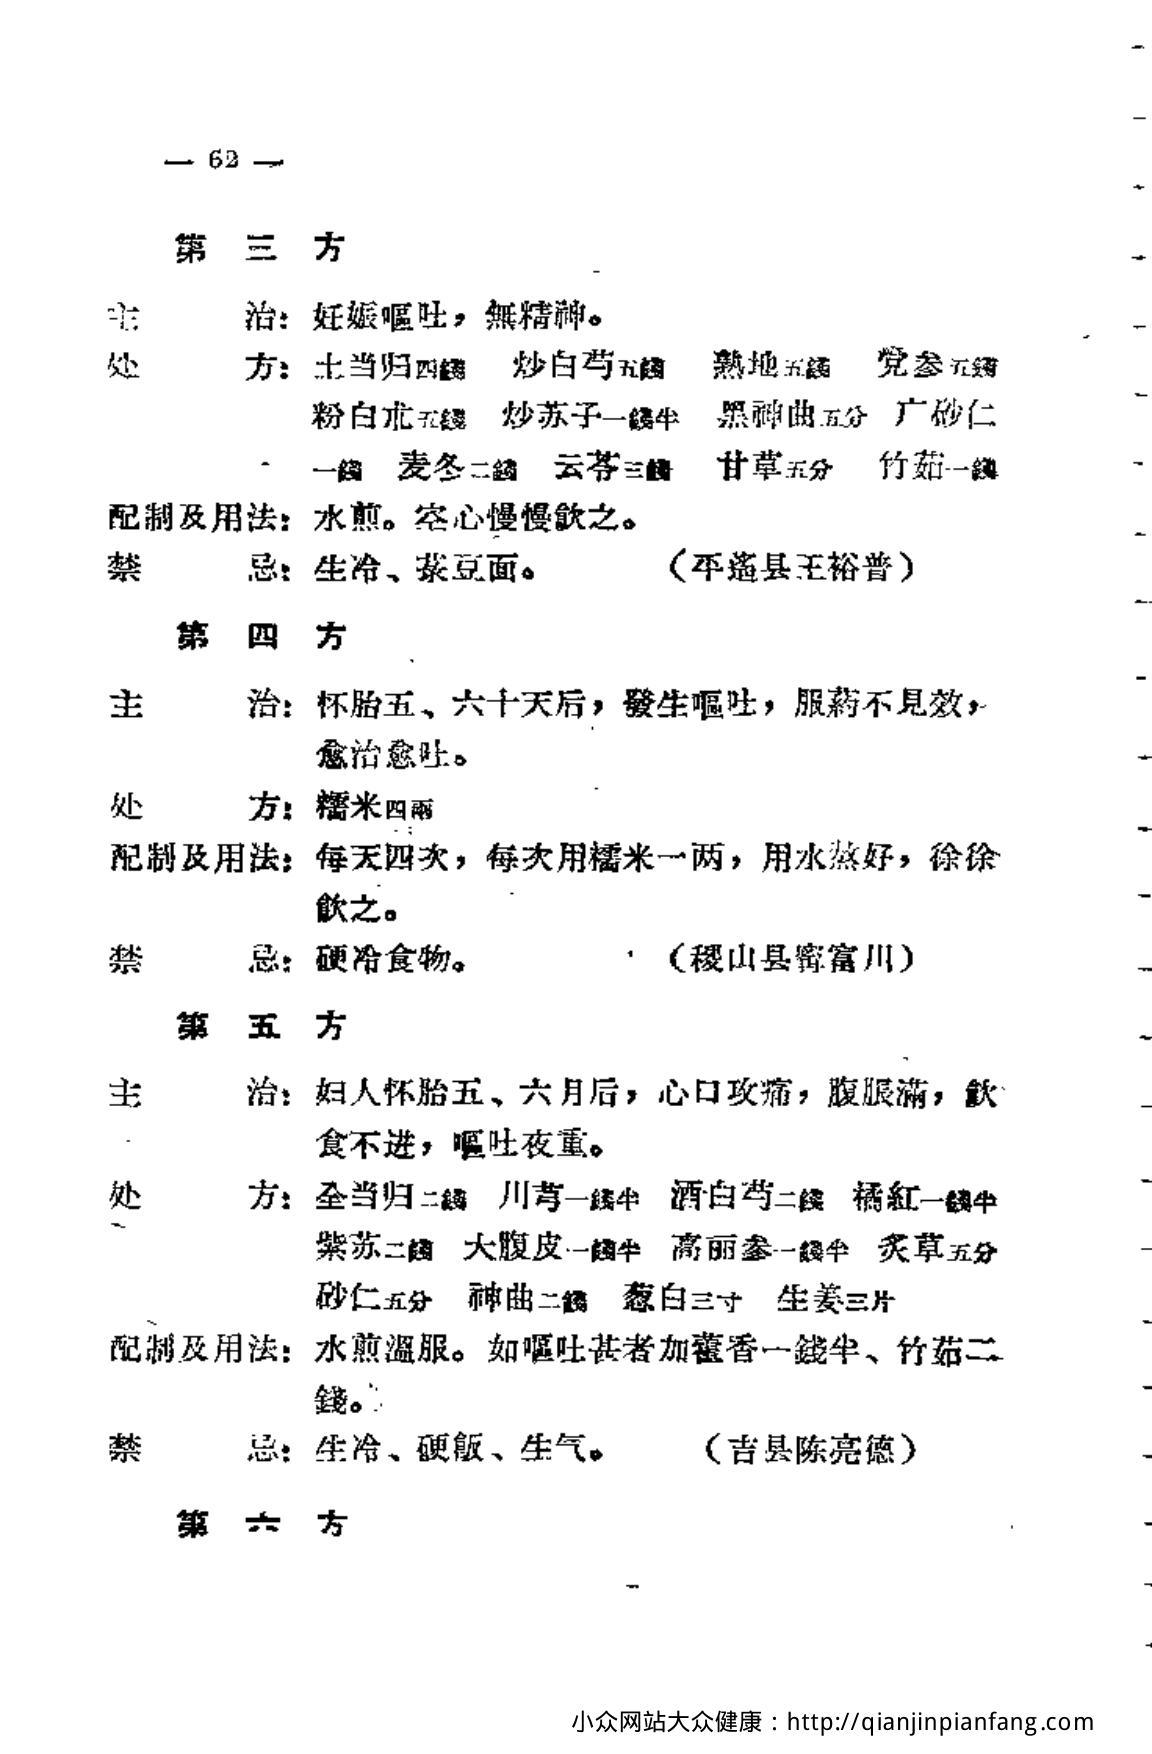 — 62 —
第三方
主治：妊娠嘔吐，無精神。
处方：土当归四錢 炒白芍五錢 熟地五錢 党参五錢
粉白朮五錢 炒苏子一錢半 黑神曲五分 广砂仁
一錢 麦冬二錢 云苓三錢 甘草五分 竹茹一錢
配制及用法：水煎。空心慢慢飲之。
禁忌：生冷、豆面。 （平遙县王裕普）
第四方
主治：怀胎五、六十天后，發生嘔吐，服葯不見效，
愈治愈吐。
处方：糯米四兩
配制及用法：每天四次，每次用糯米一两，用水熬好，徐徐
飲之。
禁忌：硬冷食物。 （稷山县富川）
第五方
主治：妇人怀胎五、六月后，心口攻痛，腹脹滿，飲
食不进，嘔吐夜重。
处方：全当归二錢 川芎一錢半 酒白芍二錢 橘紅一錢半
紫苏二錢 大腹皮一錢半 高丽参一錢半 炙草五分
砂仁五分 神曲二錢 葱白三寸 生姜三片
配制及用法：水煎溫服。如嘔吐甚者加藿香一錢半、竹茹二
錢。
禁忌：生冷、硬飯、生气。 （吉县陈亮德）
第六方
小众网站大众健康：http://qianjinpianfang.com